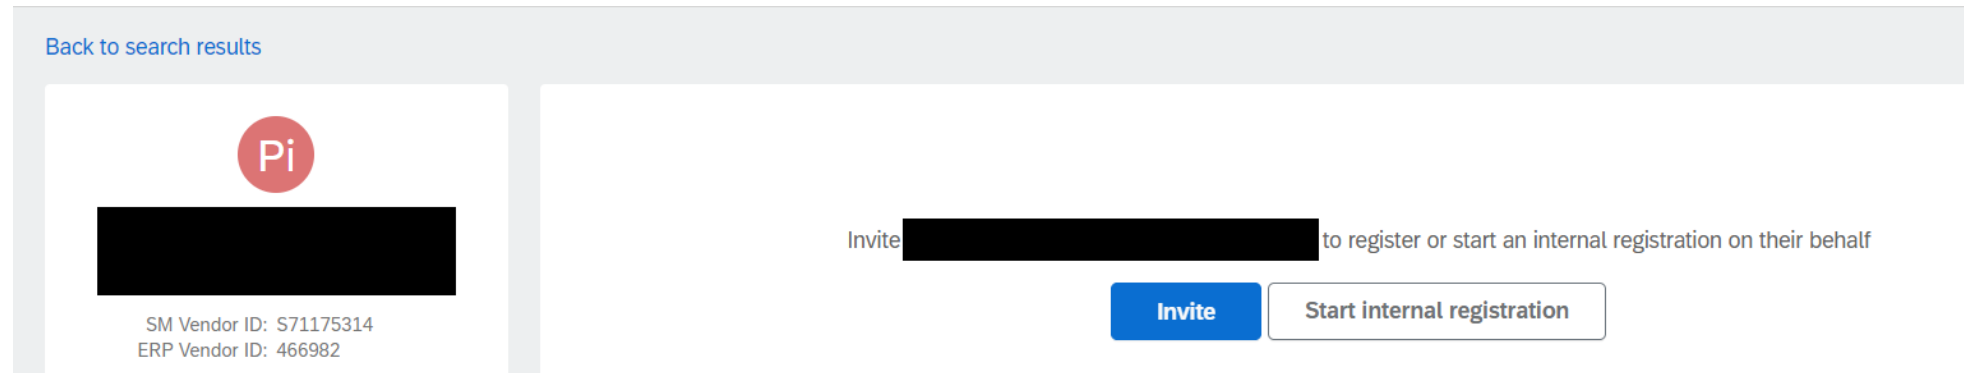 Back to search results
Pi
SM Vendor ID: S71175314
ERP Vendor ID: 466982
Invite to register or start an internal registration on their behalf
Invite
Start internal registration